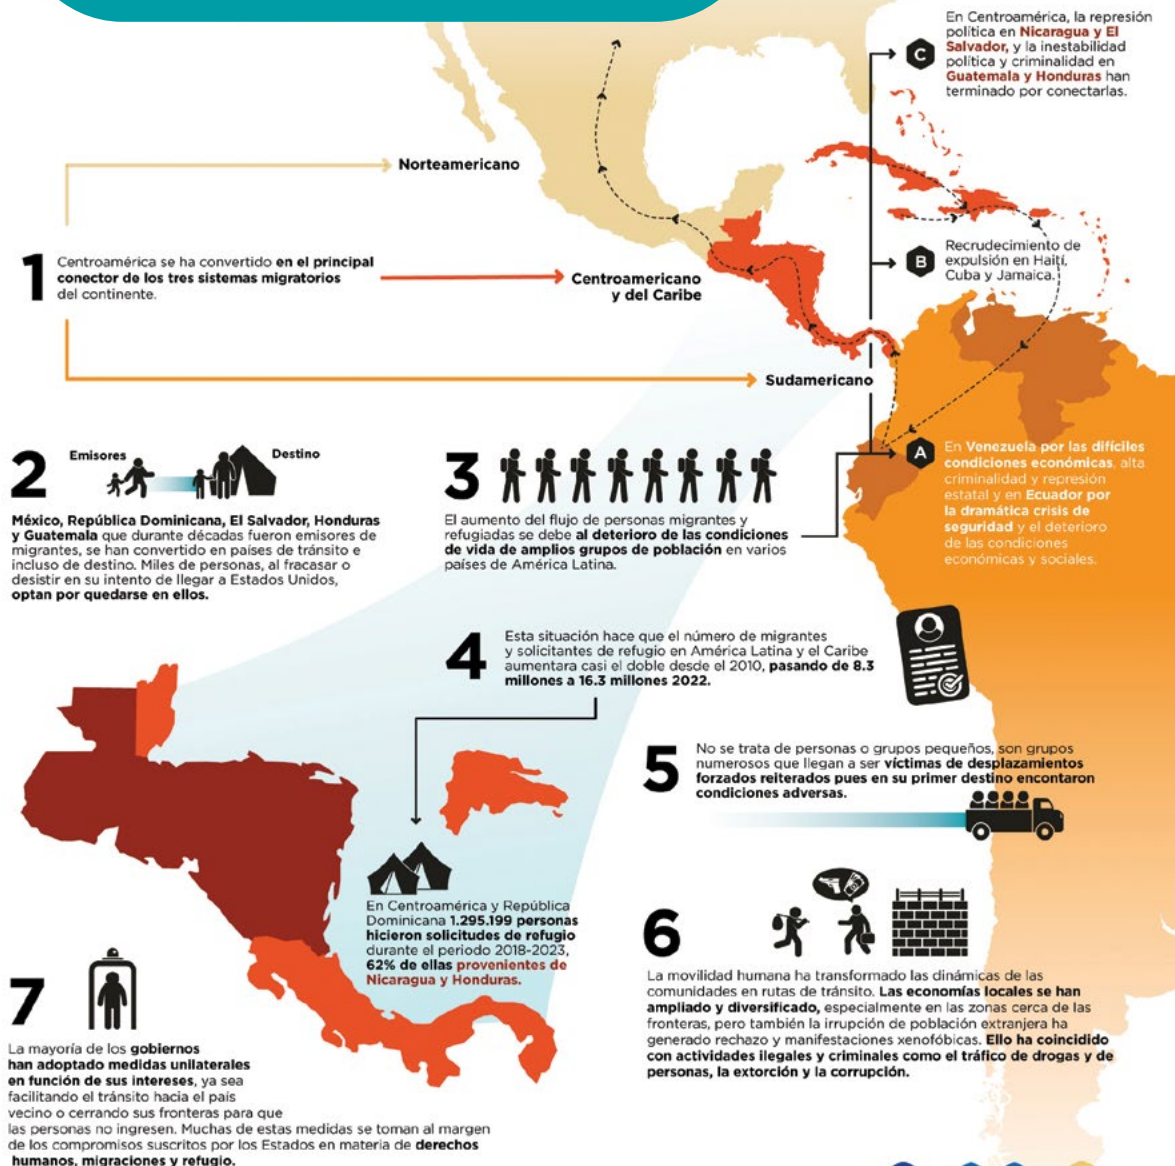 En Centroamérica, la represión
política en Nicaragua y El
Salvador, y la inestabilidad
política y criminalidad en
Guatemala y Honduras han
terminado por conectarlas.
C
Norteamericano
1
Centroamérica se ha convertido en el principal
conector de los tres sistemas migratorios
del continente.
Centroamericano
y del Caribe
B
Recrudecimiento de
expulsión en Haití,
Cuba y Jamaica.
Sudamericano
A
En Venezuela por las difíciles
condiciones económicas, alta
criminalidad y represión
estatal y en Ecuador por
la dramática crisis de
seguridad y el deterioro
de las condiciones
económicas y sociales.
2
Emisores
Destino
México, República Dominicana, El Salvador, Honduras
y Guatemala que durante décadas fueron emisores de
migrantes, se han convertido en países de tránsito e
incluso de destino. Miles de personas, al fracasar o
desistir en su intento de llegar a Estados Unidos,
optan por quedarse en ellos.
3
El aumento del flujo de personas migrantes y
refugiadas se debe al deterioro de las condiciones
de vida de amplios grupos de población en varios
países de América Latina.
4
Esta situación hace que el número de migrantes
y solicitantes de refugio en América Latina y el Caribe
aumentara casi el doble desde el 2010, pasando de 8.3
millones a 16.3 millones 2022.
En Centroamérica y República
Dominicana 1.295.199 personas
hicieron solicitudes de refugio
durante el periodo 2018-2023,
62% de ellas provenientes de
Nicaragua y Honduras.
5
No se trata de personas o grupos pequeños, son grupos
numerosos que llegan a ser víctimas de desplazamientos
forzados reiterados pues en su primer destino encontaron
condiciones adversas.
6
La movilidad humana ha transformado las dinámicas de las
comunidades en rutas de tránsito. Las economías locales se han
ampliado y diversificado, especialmente en las zonas cerca de las
fronteras, pero también la irrupción de población extranjera ha
generado rechazo y manifestaciones xenofóbicas. Ello ha coincidido
con actividades ilegales y criminales como el tráfico de drogas y de
personas, la extorción y la corrupción.
7
La mayoría de los gobiernos
han adoptado medidas unilaterales
en función de sus intereses, ya sea
facilitando el tránsito hacia el país
vecino o cerrando sus fronteras para que
las personas no ingresen. Muchas de estas medidas se toman al margen
de los compromisos suscritos por los Estados en materia de derechos
humanos, migraciones y refugio.